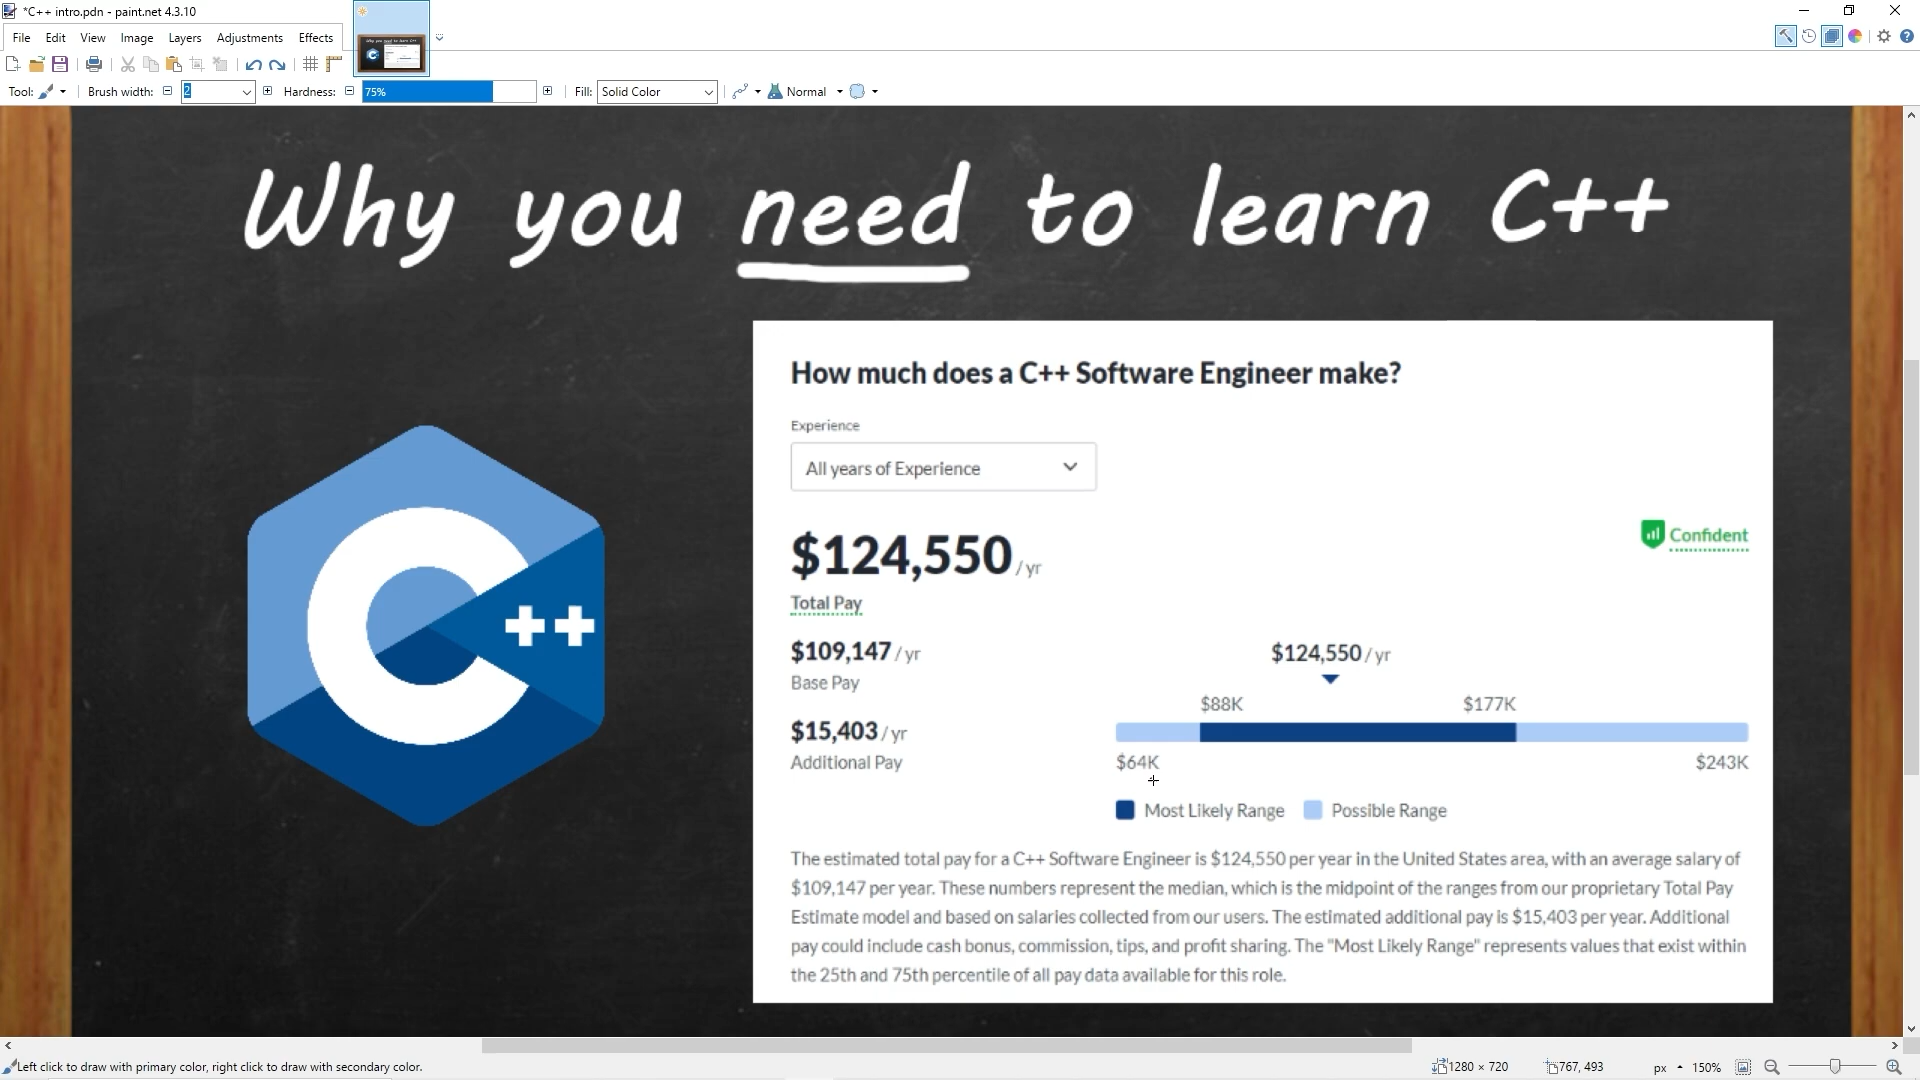 *C++ intro.pdn - paint.net 4.3.10
File Edit View Image Layers Adjustments Effects
Tool: Brush width: 2 Hardness: 75% Fill: Solid Color Normal
Why you need to learn C++
How much does a C++ Software Engineer make?
Experience
All years of Experience
$124,550 / yr
Confident
Total Pay
$109,147 / yr
Base Pay
$124,550 / yr
$88K $177K
$15,403 / yr
Additional Pay
$64K $243K
Most Likely Range Possible Range
The estimated total pay for a C++ Software Engineer is $124,550 per year in the United States area, with an average salary of
$109,147 per year. These numbers represent the median, which is the midpoint of the ranges from our proprietary Total Pay
Estimate model and based on salaries collected from our users. The estimated additional pay is $15,403 per year. Additional
pay could include cash bonus, commission, tips, and profit sharing. The "Most Likely Range" represents values that exist within
the 25th and 75th percentile of all pay data available for this role.
C++
Left click to draw with primary color, right click to draw with secondary color. 1280 × 720 767, 493 px 150%